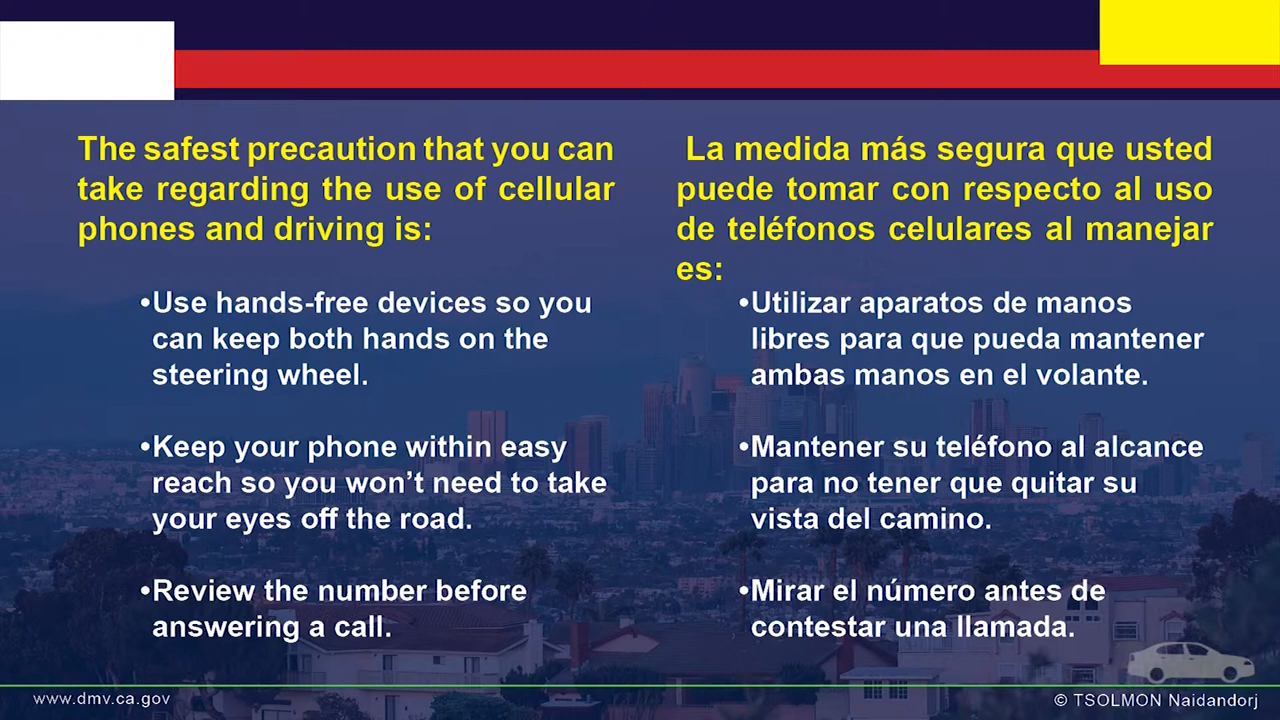 The safest precaution that you can
take regarding the use of cellular
phones and driving is:
•Use hands-free devices so you
can keep both hands on the
steering wheel.
•Keep your phone within easy
reach so you won’t need to take
your eyes off the road.
•Review the number before
answering a call.
La medida más segura que usted
puede tomar con respecto al uso
de teléfonos celulares al manejar
es:
•Utilizar aparatos de manos
libres para que pueda mantener
ambas manos en el volante.
•Mantener su teléfono al alcance
para no tener que quitar su
vista del camino.
•Mirar el número antes de
contestar una llamada.
www.dmv.ca.gov
© TSOLMON Naidandorj